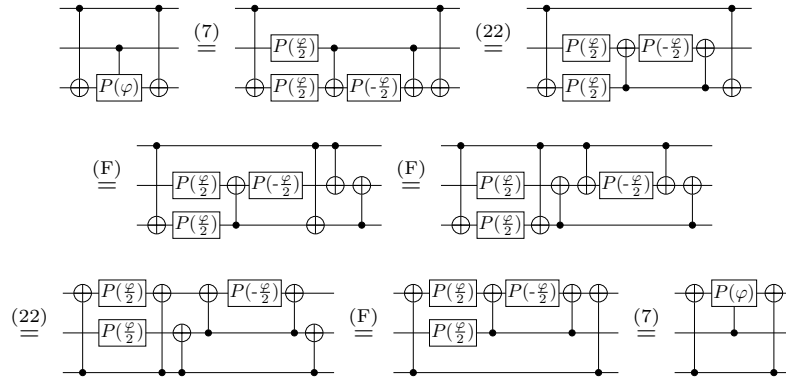 (7) (22)
P(φ/2) P(φ/2)
P(-φ/2)
P(φ) P(φ/2) P(-φ/2) P(φ/2)
= =
(F) (F)
= P(φ/2) P(-φ/2) = P(φ/2) P(-φ/2)
P(φ/2) P(φ/2)
(22) (F) (7)
= P(φ/2) P(-φ/2) = P(φ/2) P(-φ/2) = P(φ)
P(φ/2) P(φ/2)